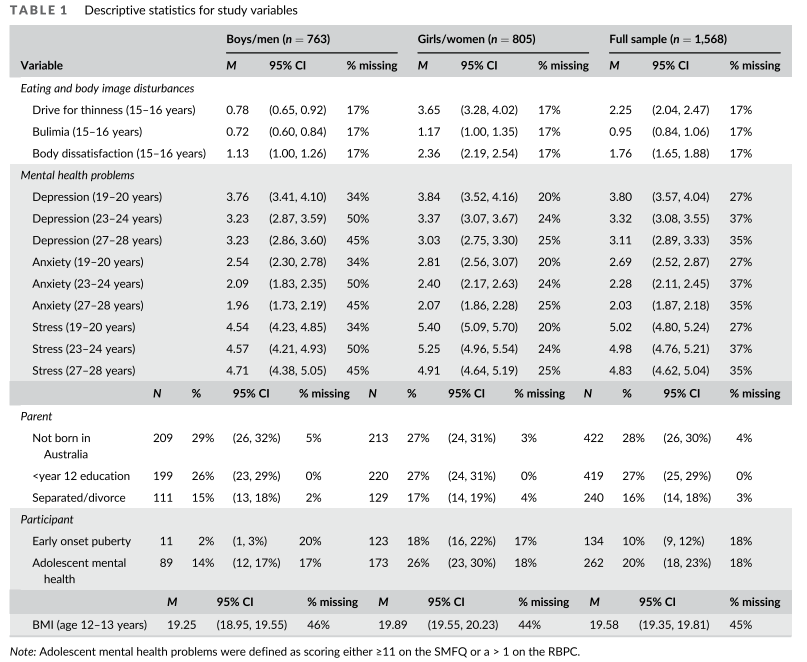 TABLE 1 Descriptive statistics for study variables
Boys/men (n = 763) Girls/women (n = 805) Full sample (n = 1,568)
Variable M 95% CI % missing M 95% CI % missing M 95% CI % missing
Eating and body image disturbances
Drive for thinness (15–16 years) 0.78 (0.65, 0.92) 17% 3.65 (3.28, 4.02) 17% 2.25 (2.04, 2.47) 17%
Bulimia (15–16 years) 0.72 (0.60, 0.84) 17% 1.17 (1.00, 1.35) 17% 0.95 (0.84, 1.06) 17%
Body dissatisfaction (15–16 years) 1.13 (1.00, 1.26) 17% 2.36 (2.19, 2.54) 17% 1.76 (1.65, 1.88) 17%
Mental health problems
Depression (19–20 years) 3.76 (3.41, 4.10) 34% 3.84 (3.52, 4.16) 20% 3.80 (3.57, 4.04) 27%
Depression (23–24 years) 3.23 (2.87, 3.59) 50% 3.37 (3.07, 3.67) 24% 3.32 (3.08, 3.55) 37%
Depression (27–28 years) 3.23 (2.86, 3.60) 45% 3.03 (2.75, 3.30) 25% 3.11 (2.89, 3.33) 35%
Anxiety (19–20 years) 2.54 (2.30, 2.78) 34% 2.81 (2.56, 3.07) 20% 2.69 (2.52, 2.87) 27%
Anxiety (23–24 years) 2.09 (1.83, 2.35) 50% 2.40 (2.17, 2.63) 24% 2.28 (2.11, 2.45) 37%
Anxiety (27–28 years) 1.96 (1.73, 2.19) 45% 2.07 (1.86, 2.28) 25% 2.03 (1.87, 2.18) 35%
Stress (19–20 years) 4.54 (4.23, 4.85) 34% 5.40 (5.09, 5.70) 20% 5.02 (4.80, 5.24) 27%
Stress (23–24 years) 4.57 (4.21, 4.93) 50% 5.25 (4.96, 5.54) 24% 4.98 (4.76, 5.21) 37%
Stress (27–28 years) 4.71 (4.38, 5.05) 45% 4.91 (4.64, 5.19) 25% 4.83 (4.62, 5.04) 35%
N % 95% CI % missing N % 95% CI % missing N % 95% CI % missing
Parent
Not born in 209 29% (26, 32%) 5% 213 27% (24, 31%) 3% 422 28% (26, 30%) 4%
Australia
<year 12 education 199 26% (23, 29%) 0% 220 27% (24, 31%) 0% 419 27% (25, 29%) 0%
Separated/divorce 111 15% (13, 18%) 2% 129 17% (14, 19%) 4% 240 16% (14, 18%) 3%
Participant
Early onset puberty 11 2% (1, 3%) 20% 123 18% (16, 22%) 17% 134 10% (9, 12%) 18%
Adolescent mental 89 14% (12, 17%) 17% 173 26% (23, 30%) 18% 262 20% (18, 23%) 18%
health
M 95% CI % missing M 95% CI % missing M 95% CI % missing
BMI (age 12–13 years) 19.25 (18.95, 19.55) 46% 19.89 (19.55, 20.23) 44% 19.58 (19.35, 19.81) 45%
Note: Adolescent mental health problems were defined as scoring either ≥11 on the SMFQ or a > 1 on the RBPC.